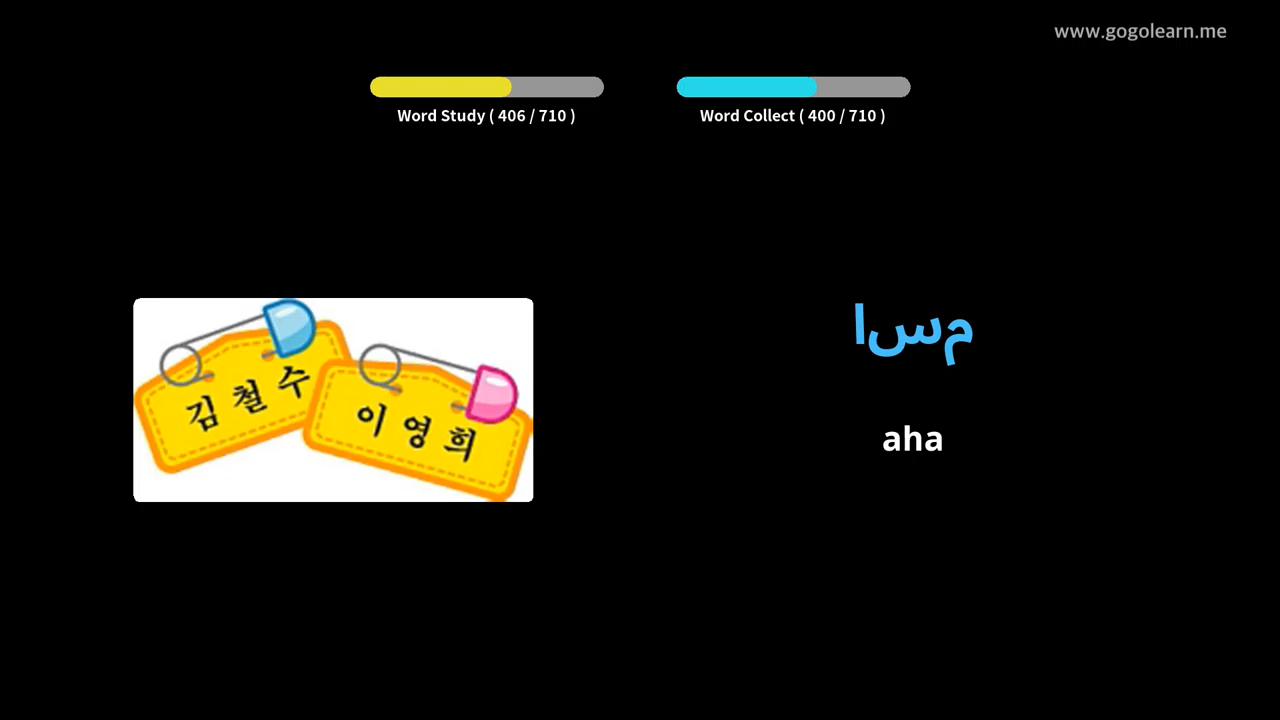 www.gogolearn.me
Word Study ( 406 / 710 )
Word Collect ( 400 / 710 )
김철수
이영희
اسم
aha